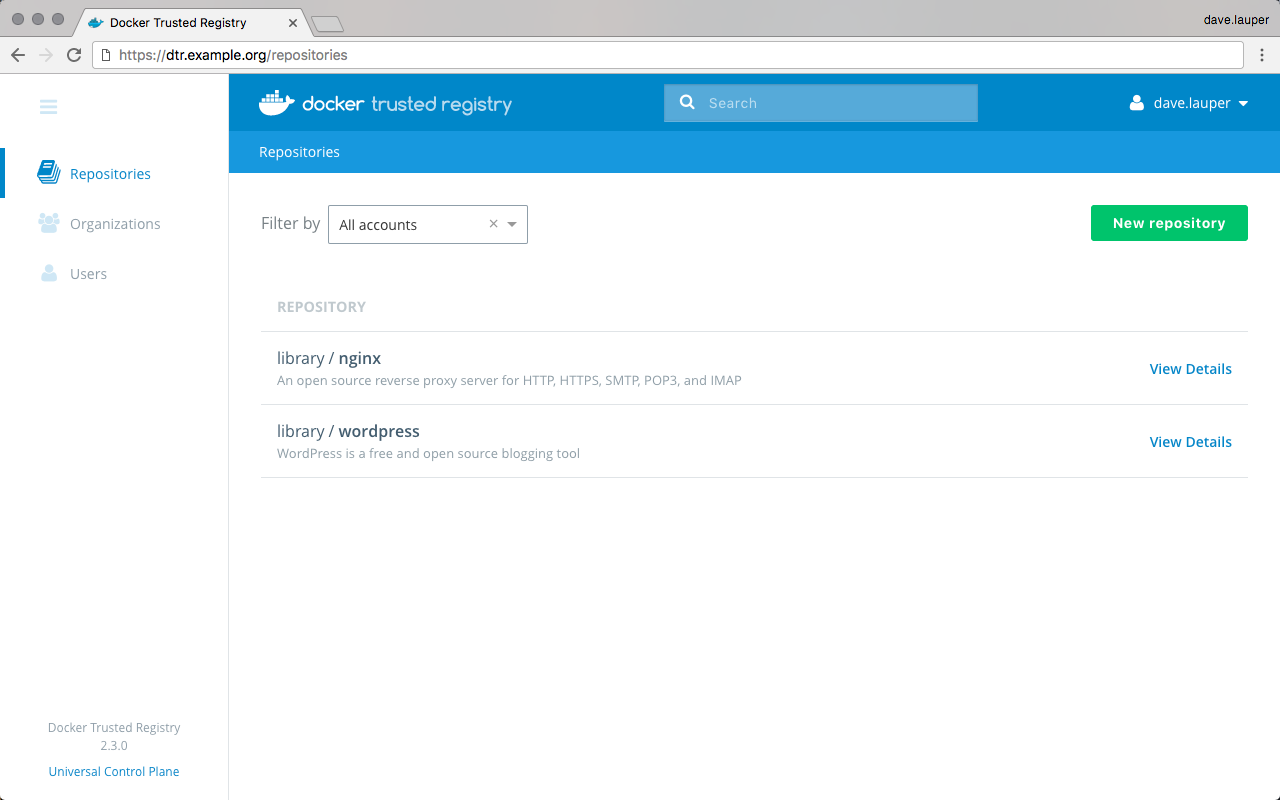 Docker Trusted Registry
dave.lauper
https://dtr.example.org/repositories
docker trusted registry
Search
dave.lauper
Repositories
Repositories
Organizations
Users
Filter by
All accounts
New repository
REPOSITORY
library / nginx
An open source reverse proxy server for HTTP, HTTPS, SMTP, POP3, and IMAP
View Details
library / wordpress
WordPress is a free and open source blogging tool
View Details
Docker Trusted Registry
2.3.0
Universal Control Plane